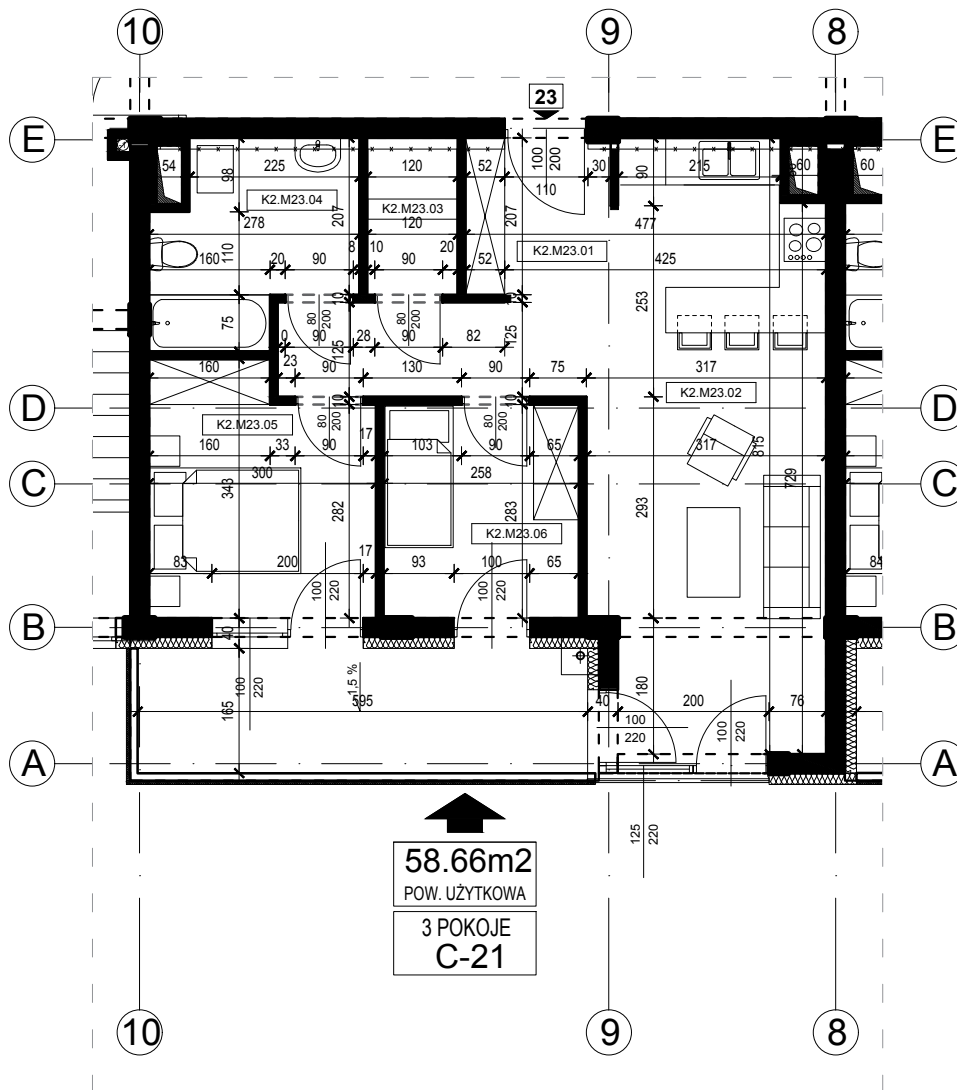 10 9 8
23
E E
54 225 120 52 100 200 30 215 60 60
98 110 90
K2.M23.04
K2.M23.03
278 207 120 207 477
K2.M23.01
110 8 10 20
160 20 90 90 52 425
10 10 253
75 80 200 80 200
0 90 28 90 82 125
125
23
160 90 130 90 75 317
K2.M23.02
D D
10 10
K2.M23.05
80 200 80 200
17
160 33 90 103 90 65 317 815
300 258
C C
343 282 283 293 729
K2.M23.06
17
83 200 93 100 65 84
100 220 100 220
B B
40
1,5 %
180
100 220
165 595 40 200 76
100 220
100 220
A A
125 220
58.66m2
POW. UŻYTKOWA
3 POKOJE
C-21
10 9 8